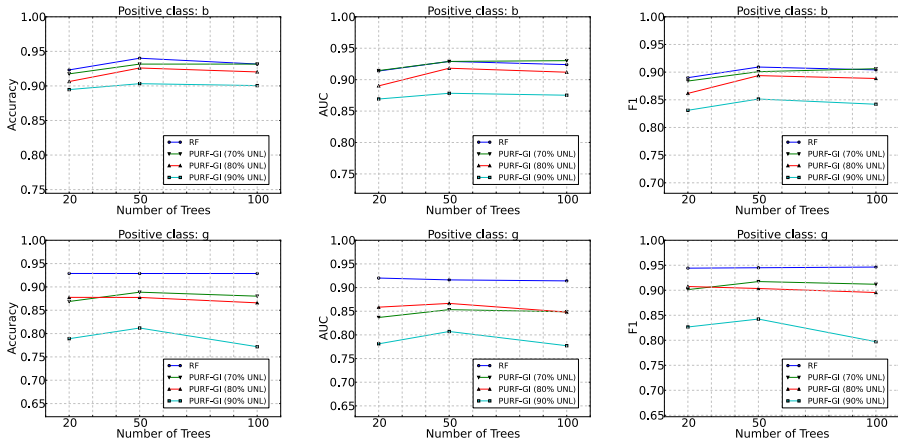 Positive class: b
1.00
0.95
0.90
0.85
0.80
0.75
Accuracy
RF
PURF-GI (70% UNL)
PURF-GI (80% UNL)
PURF-GI (90% UNL)
20
50
100
Number of Trees
Positive class: b
1.00
0.95
0.90
0.85
0.80
0.75
AUC
RF
PURF-GI (70% UNL)
PURF-GI (80% UNL)
PURF-GI (90% UNL)
20
50
100
Number of Trees
Positive class: b
1.00
0.95
0.90
0.85
0.80
0.75
0.70
F1
RF
PURF-GI (70% UNL)
PURF-GI (80% UNL)
PURF-GI (90% UNL)
20
50
100
Number of Trees
Positive class: g
1.00
0.95
0.90
0.85
0.80
0.75
0.70
0.65
Accuracy
RF
PURF-GI (70% UNL)
PURF-GI (80% UNL)
PURF-GI (90% UNL)
20
50
100
Number of Trees
Positive class: g
1.00
0.95
0.90
0.85
0.80
0.75
0.70
0.65
AUC
RF
PURF-GI (70% UNL)
PURF-GI (80% UNL)
PURF-GI (90% UNL)
20
50
100
Number of Trees
Positive class: g
1.00
0.95
0.90
0.85
0.80
0.75
0.70
0.65
F1
RF
PURF-GI (70% UNL)
PURF-GI (80% UNL)
PURF-GI (90% UNL)
20
50
100
Number of Trees